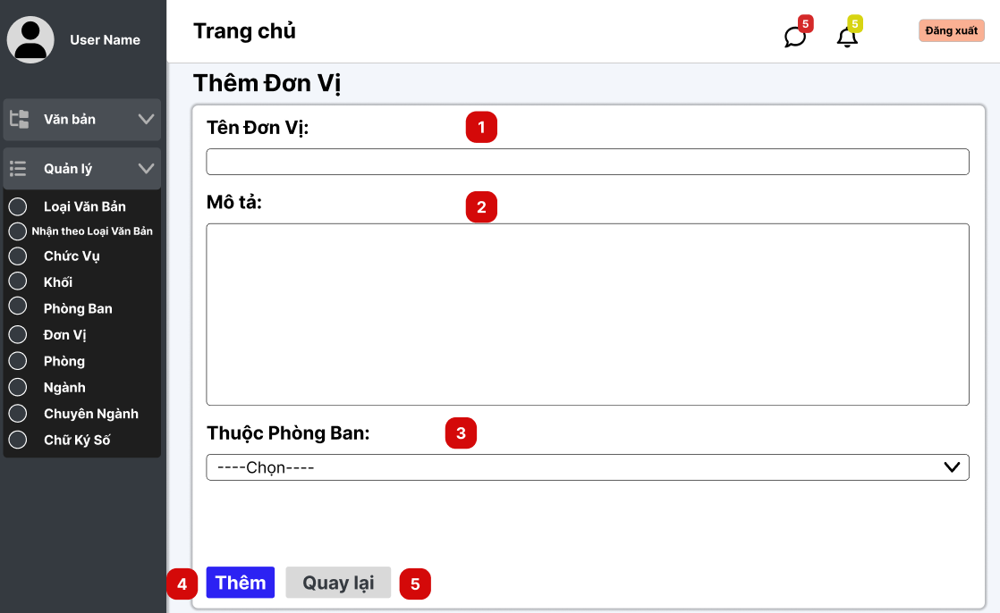 User Name
Trang chủ
5
5
Đăng xuất
Văn bản
Quản lý
Loại Văn Bản
Nhận theo Loại Văn Bản
Chức Vụ
Khối
Phòng Ban
Đơn Vị
Phòng
Ngành
Chuyên Ngành
Chữ Ký Số
Thêm Đơn Vị
Tên Đơn Vị:
1
Mô tả:
2
Thuộc Phòng Ban:
3
----Chọn----
4
Thêm
Quay lại
5